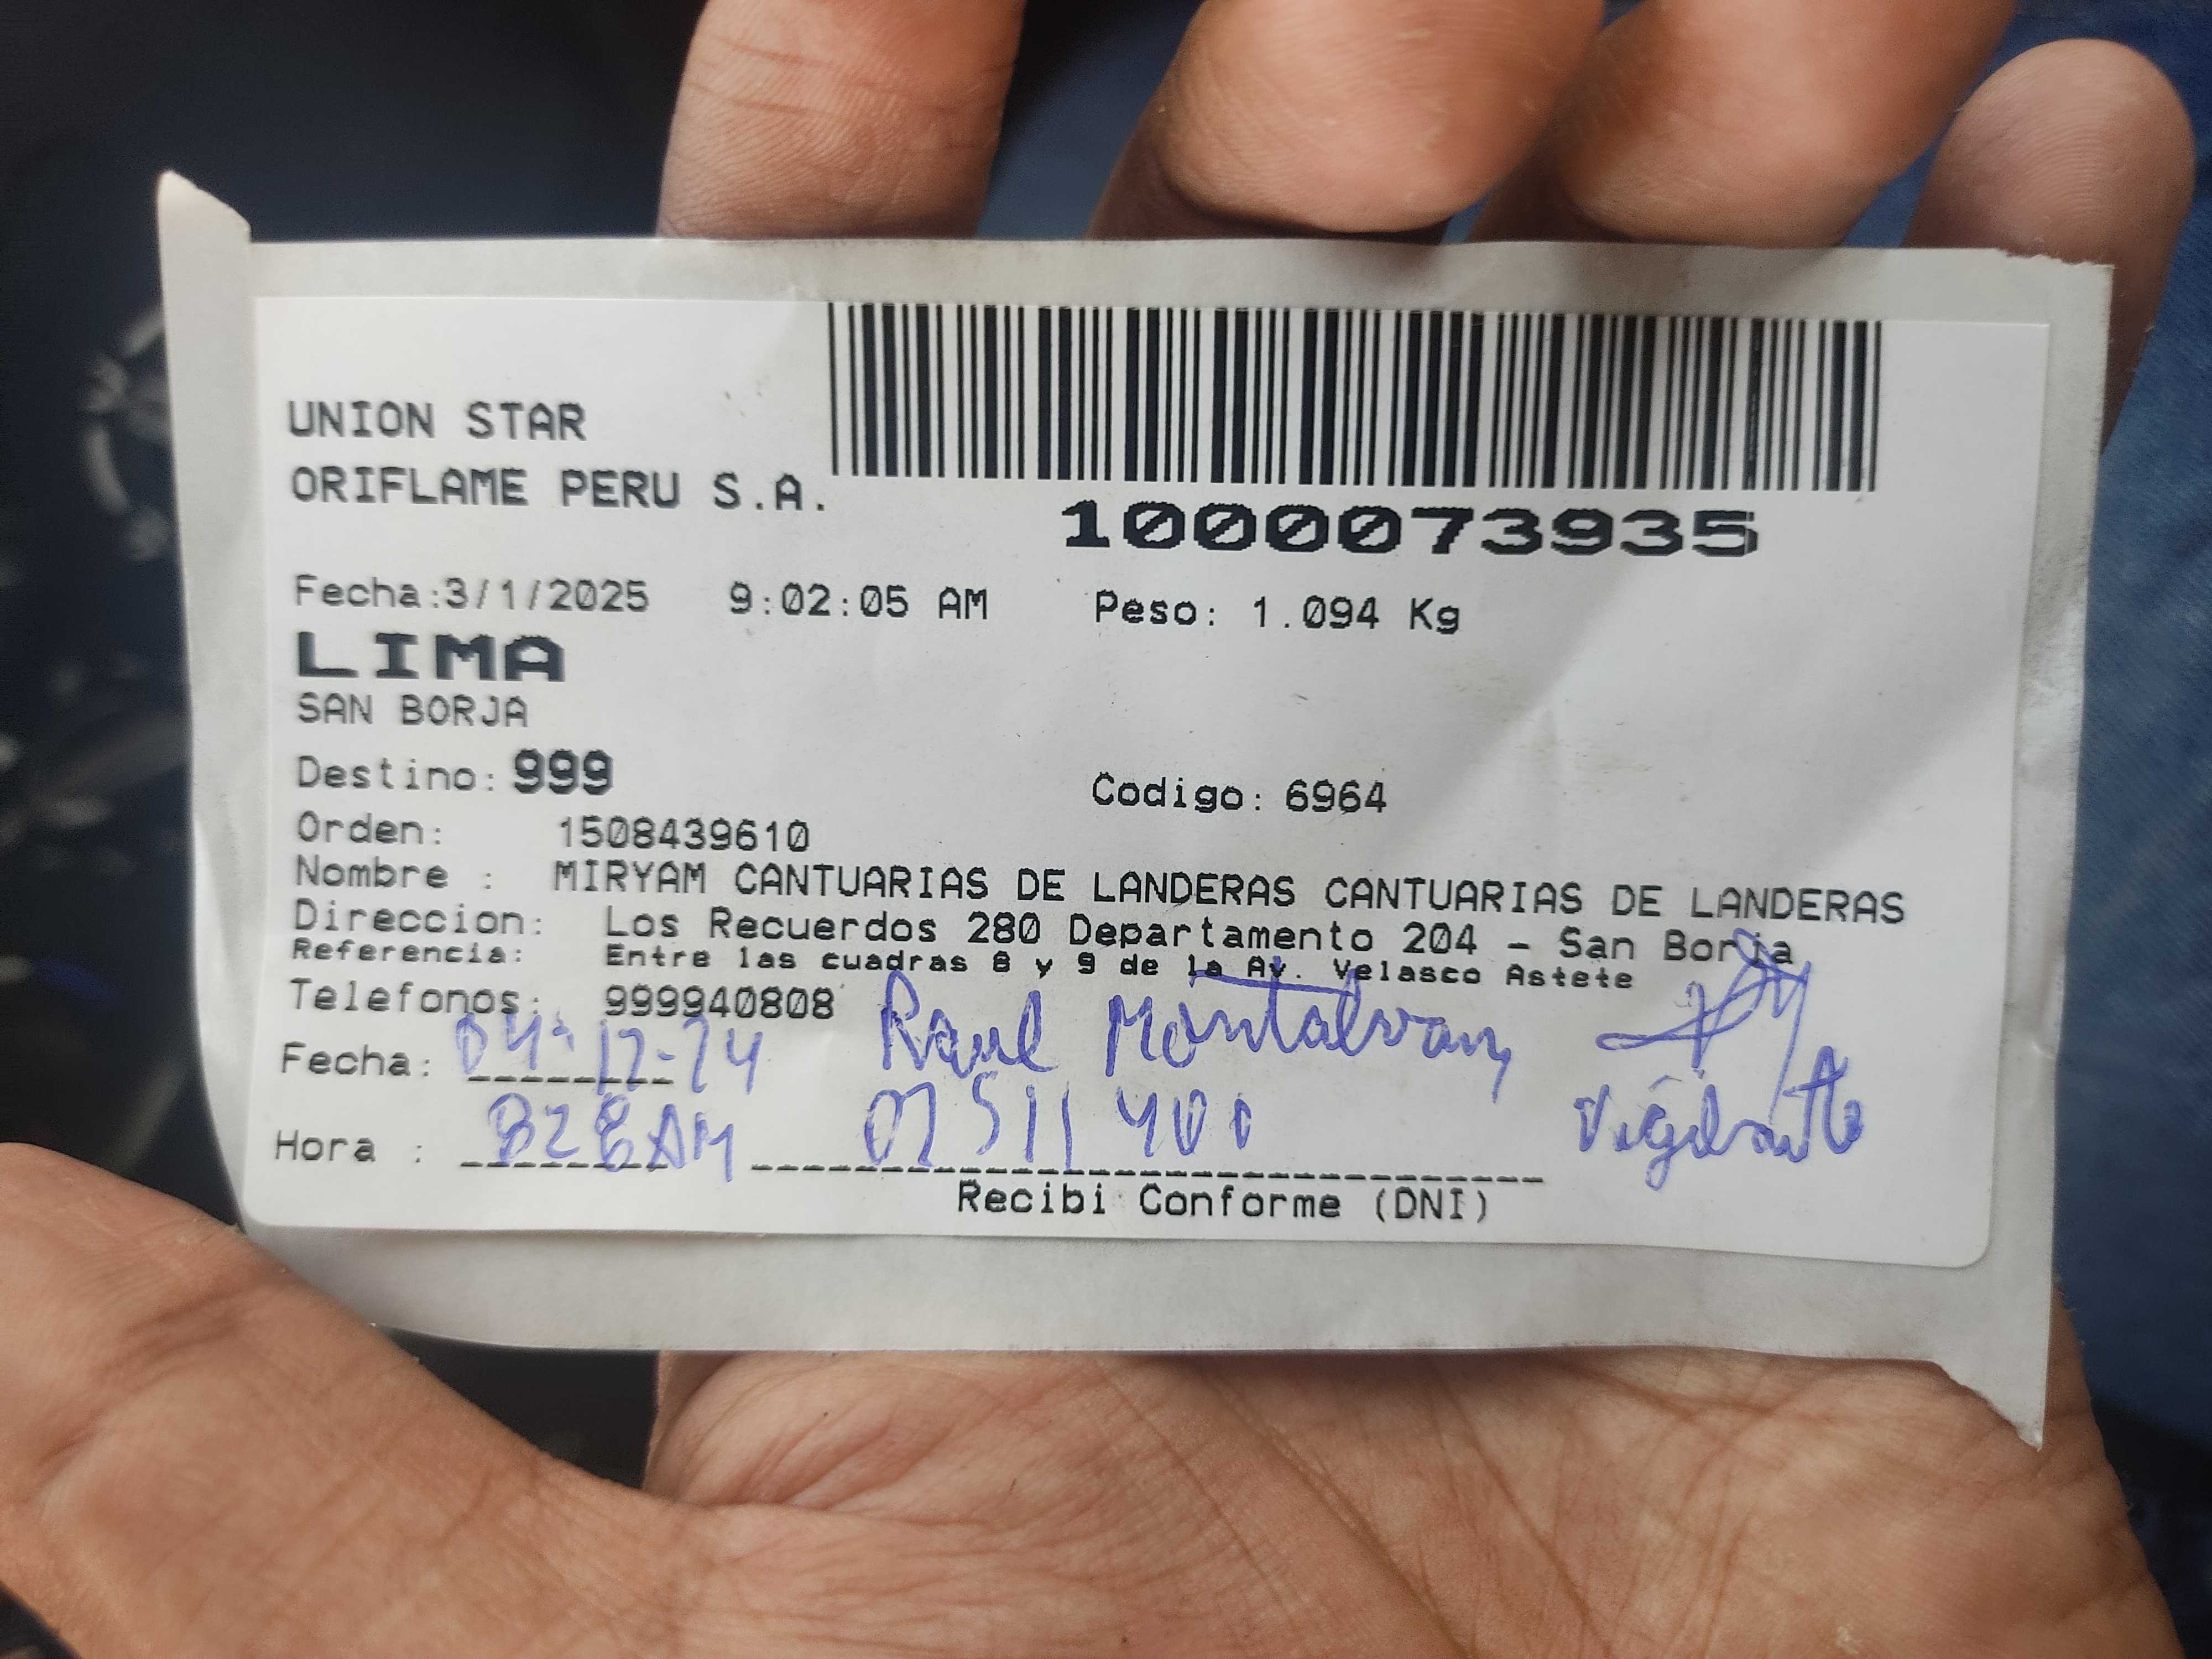 UNION STAR
ORIFLAME PERU S.A.
1000073935
Fecha:3/1/2025 9:02:05 AM Peso: 1.094 Kg
LIMA
SAN BORJA
Destino: 999 Codigo: 6964
Orden: 1508439610
Nombre : MIRYAM CANTUARIAS DE LANDERAS CANTUARIAS DE LANDERAS
Direccion: Los Recuerdos 280 Departamento 204 - San Borja
Referencia: Entre las cuadras 8 y 9 de la Av. Velasco Astete
Telefonos: 999940808
Raul Montalvan
Fecha: 04-12-24
Vigilante
Hora : 828AM 07511400
Recibi Conforme (DNI)